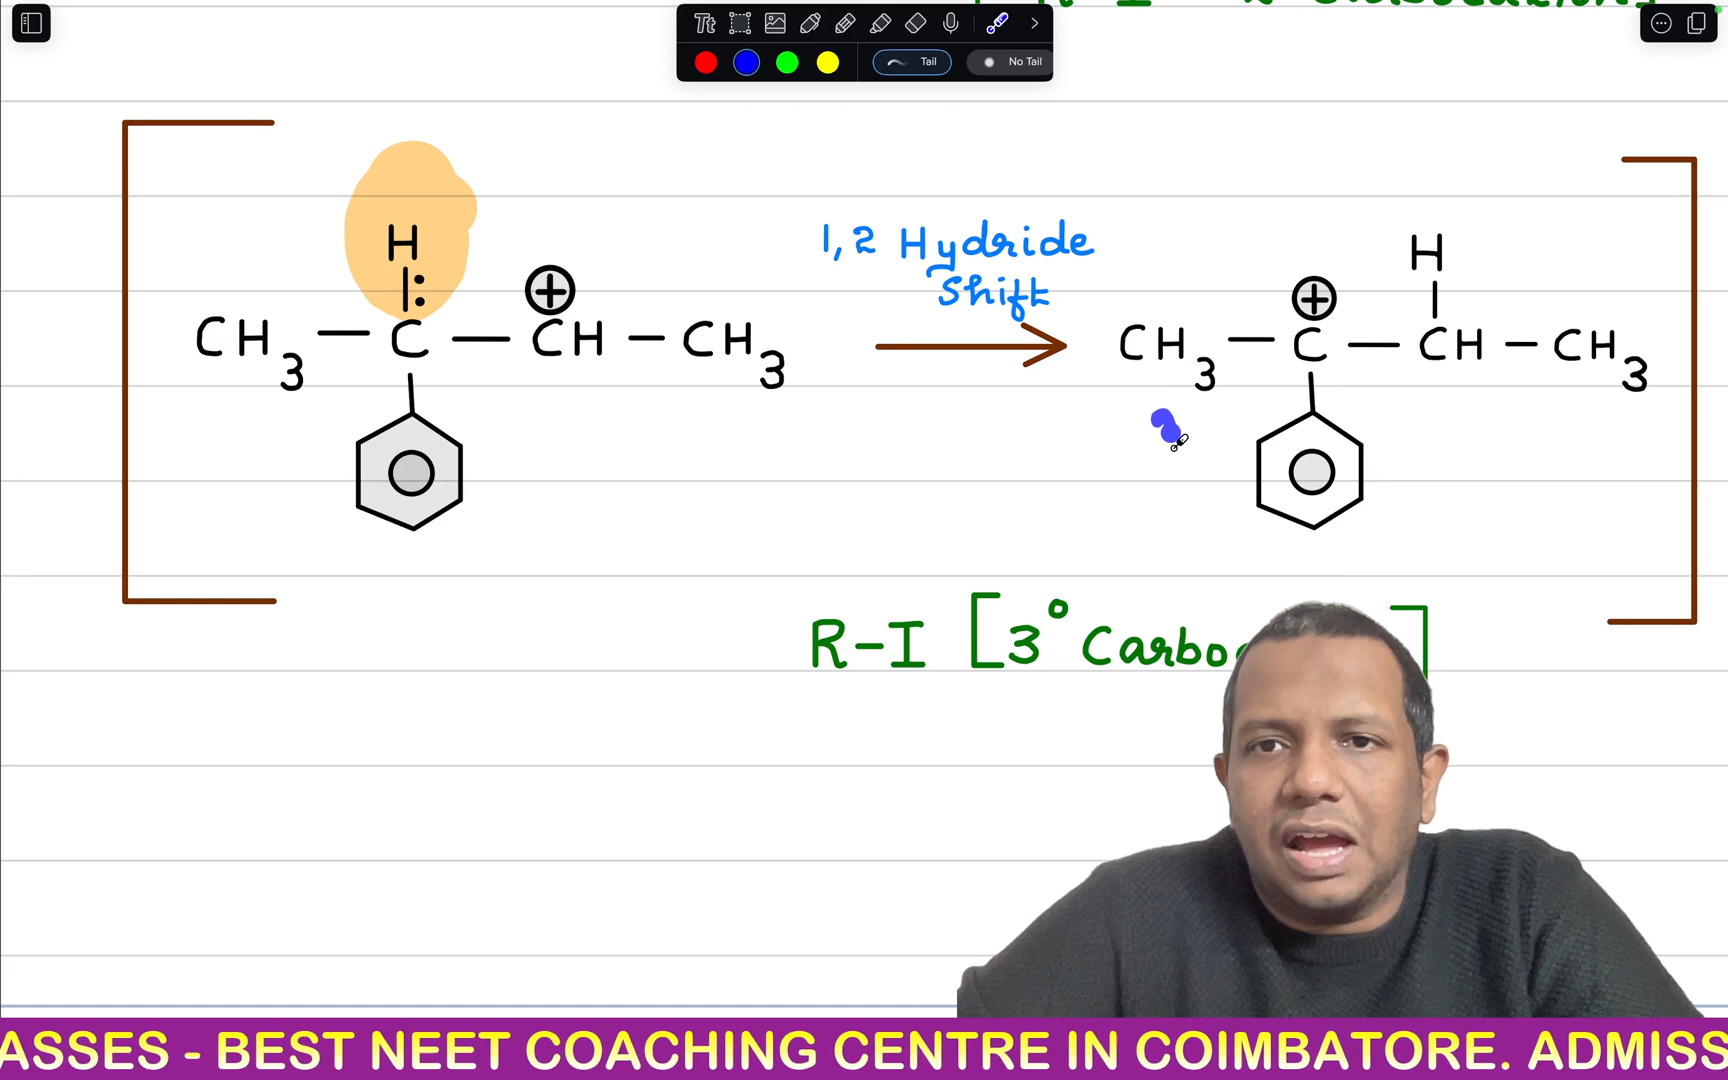 Tt
Tail
No Tail
1,2 Hydride
Shift
H
CH3 — C — CH — CH3
H
CH3 — C — CH — CH3
R-I [3° Carbo ]
ASSES - BEST NEET COACHING CENTRE IN COIMBATORE. ADMISS